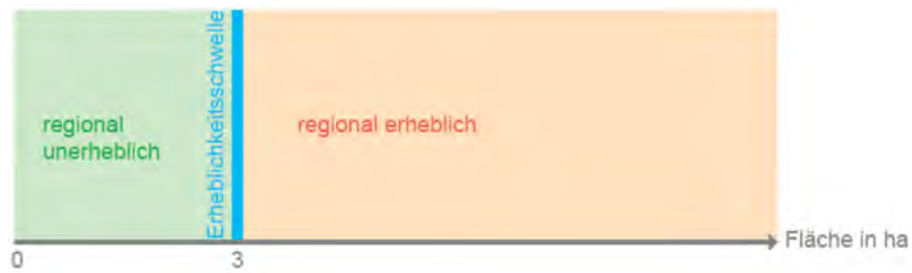 Erheblichkeitsschwelle
regional
unerheblich
regional erheblich
Fläche in ha
0
3